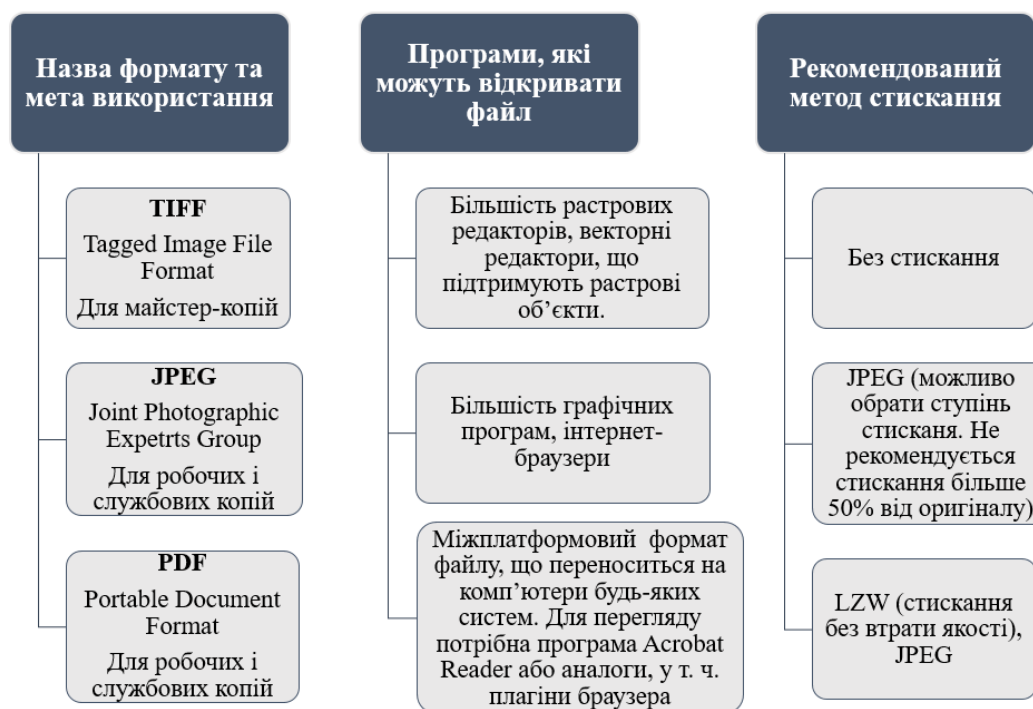 Назва формату та
мета використання
TIFF
Tagged Image File
Format
Для майстер-копій
JPEG
Joint Photographic
Expetrts Group
Для робочих і
службових копій
PDF
Portable Document
Format
Для робочих і
службових копій
Програми, які
можуть відкривати
файл
Більшість растрових
редакторів, векторні
редактори, що
підтримують растрові
об’єкти.
Більшість графічних
програм, інтернет-
браузери
Міжплатформовий формат
файлу, що переноситься на
комп’ютери будь-яких
систем. Для перегляду
потрібна програма Acrobat
Reader або аналоги, у т. ч.
плагіни браузера
Рекомендований
метод стискання
Без стискання
JPEG (можливо
обрати ступінь
стисканя. Не
рекомендується
стискання більше
50% від оригіналу)
LZW (стискання
без втрати якості),
JPEG